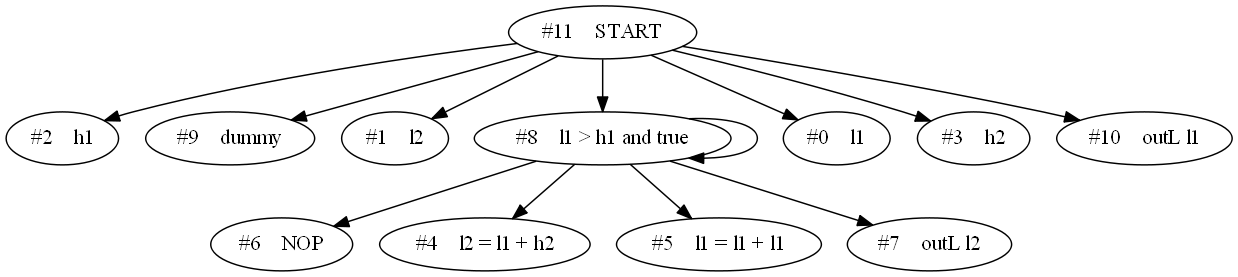 #11 START
#2 h1
#9 dummy
#1 l2
#8 l1 > h1 and true
#0 l1
#3 h2
#10 outL l1
#6 NOP
#4 l2 = l1 + h2
#5 l1 = l1 + l1
#7 outL l2